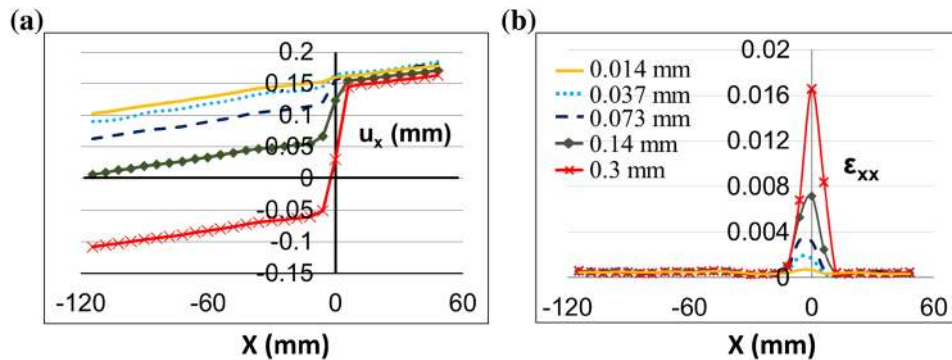 (a)
0.2
0.15
0.1
0.05
0
-0.05
-0.1
-0.15
u_x (mm)
-120 -60 0 60
X (mm)
(b)
0.02
0.016
0.012
0.008
0.004
0
0.014 mm
0.037 mm
0.073 mm
0.14 mm
0.3 mm
ε_xx
-120 -60 0 60
X (mm)